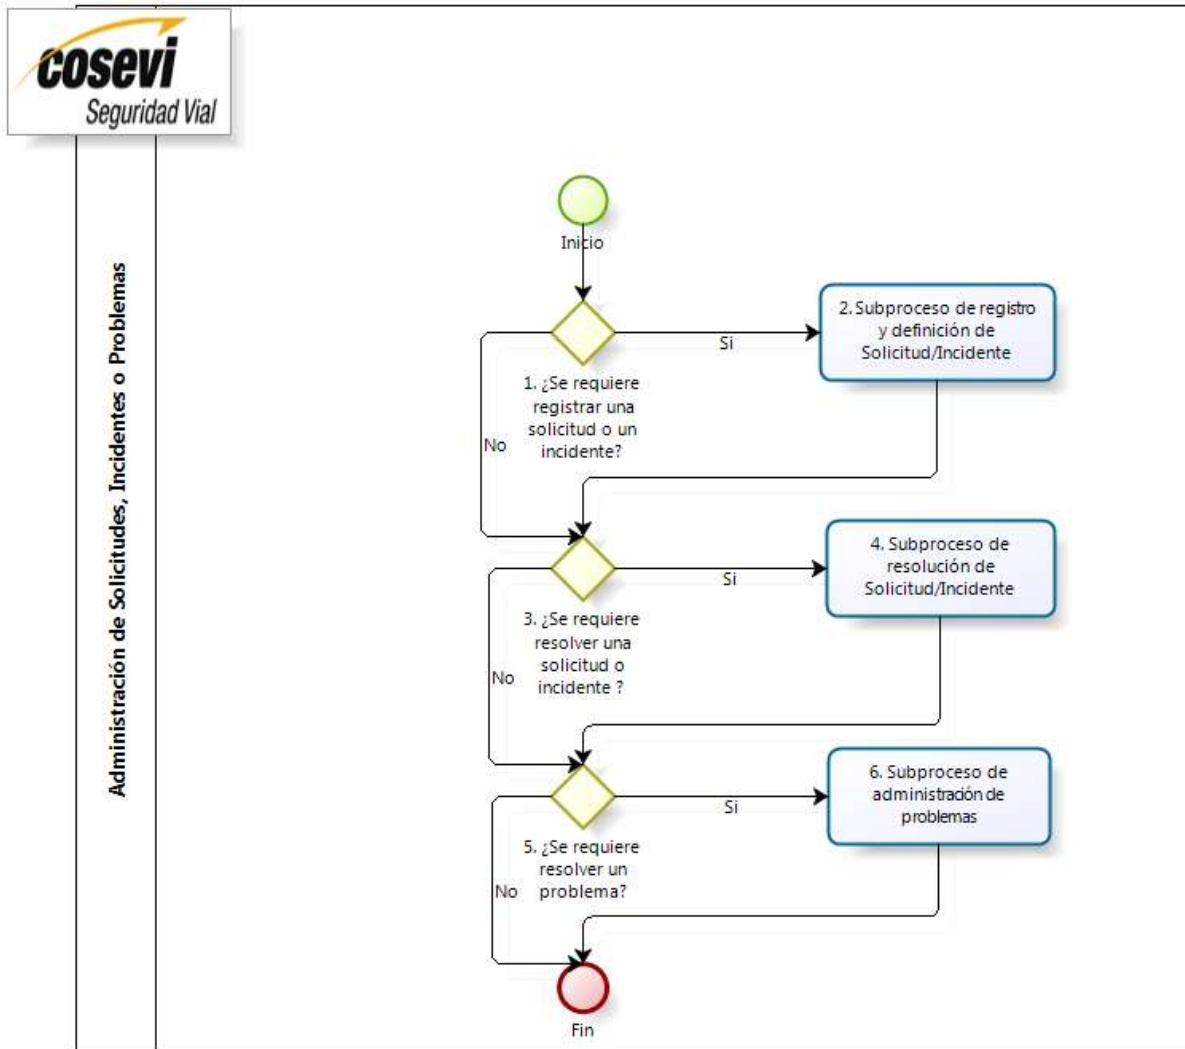 cosevi
Seguridad Vial
Administración de Solicitudes, Incidentes o Problemas
Inicio
2. Subproceso de registro
y definición de
Solicitud/Incidente
Si
1. ¿Se requiere
registrar una
solicitud o un
incidente?
No
4. Subproceso de
resolución de
Solicitud/Incidente
Si
3. ¿Se requiere
resolver una
solicitud o
incidente ?
No
6. Subproceso de
administración de
problemas
Si
5. ¿Se requiere
resolver un
problema?
No
Fin